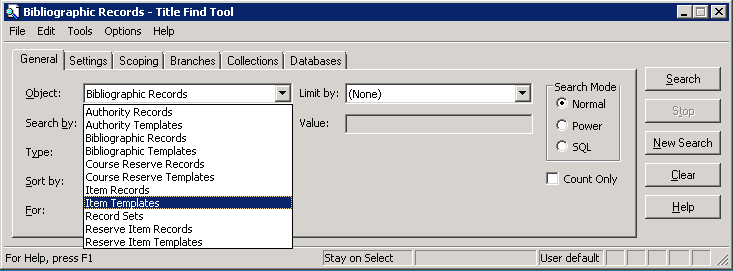 Bibliographic Records - Title Find Tool
File Edit Tools Options Help
General Settings Scoping Branches Collections Databases
Object: Bibliographic Records Limit by: (None) Search Mode Search
Authority Records Normal
Search by: Authority Templates Value: Power Stop
Bibliographic Records
Type: Bibliographic Templates SQL New Search
Course Reserve Records
Sort by: Course Reserve Templates Count Only Clear
Item Records
For: Item Templates Help
Record Sets
Reserve Item Records
Reserve Item Templates
For Help, press F1 Stay on Select User default